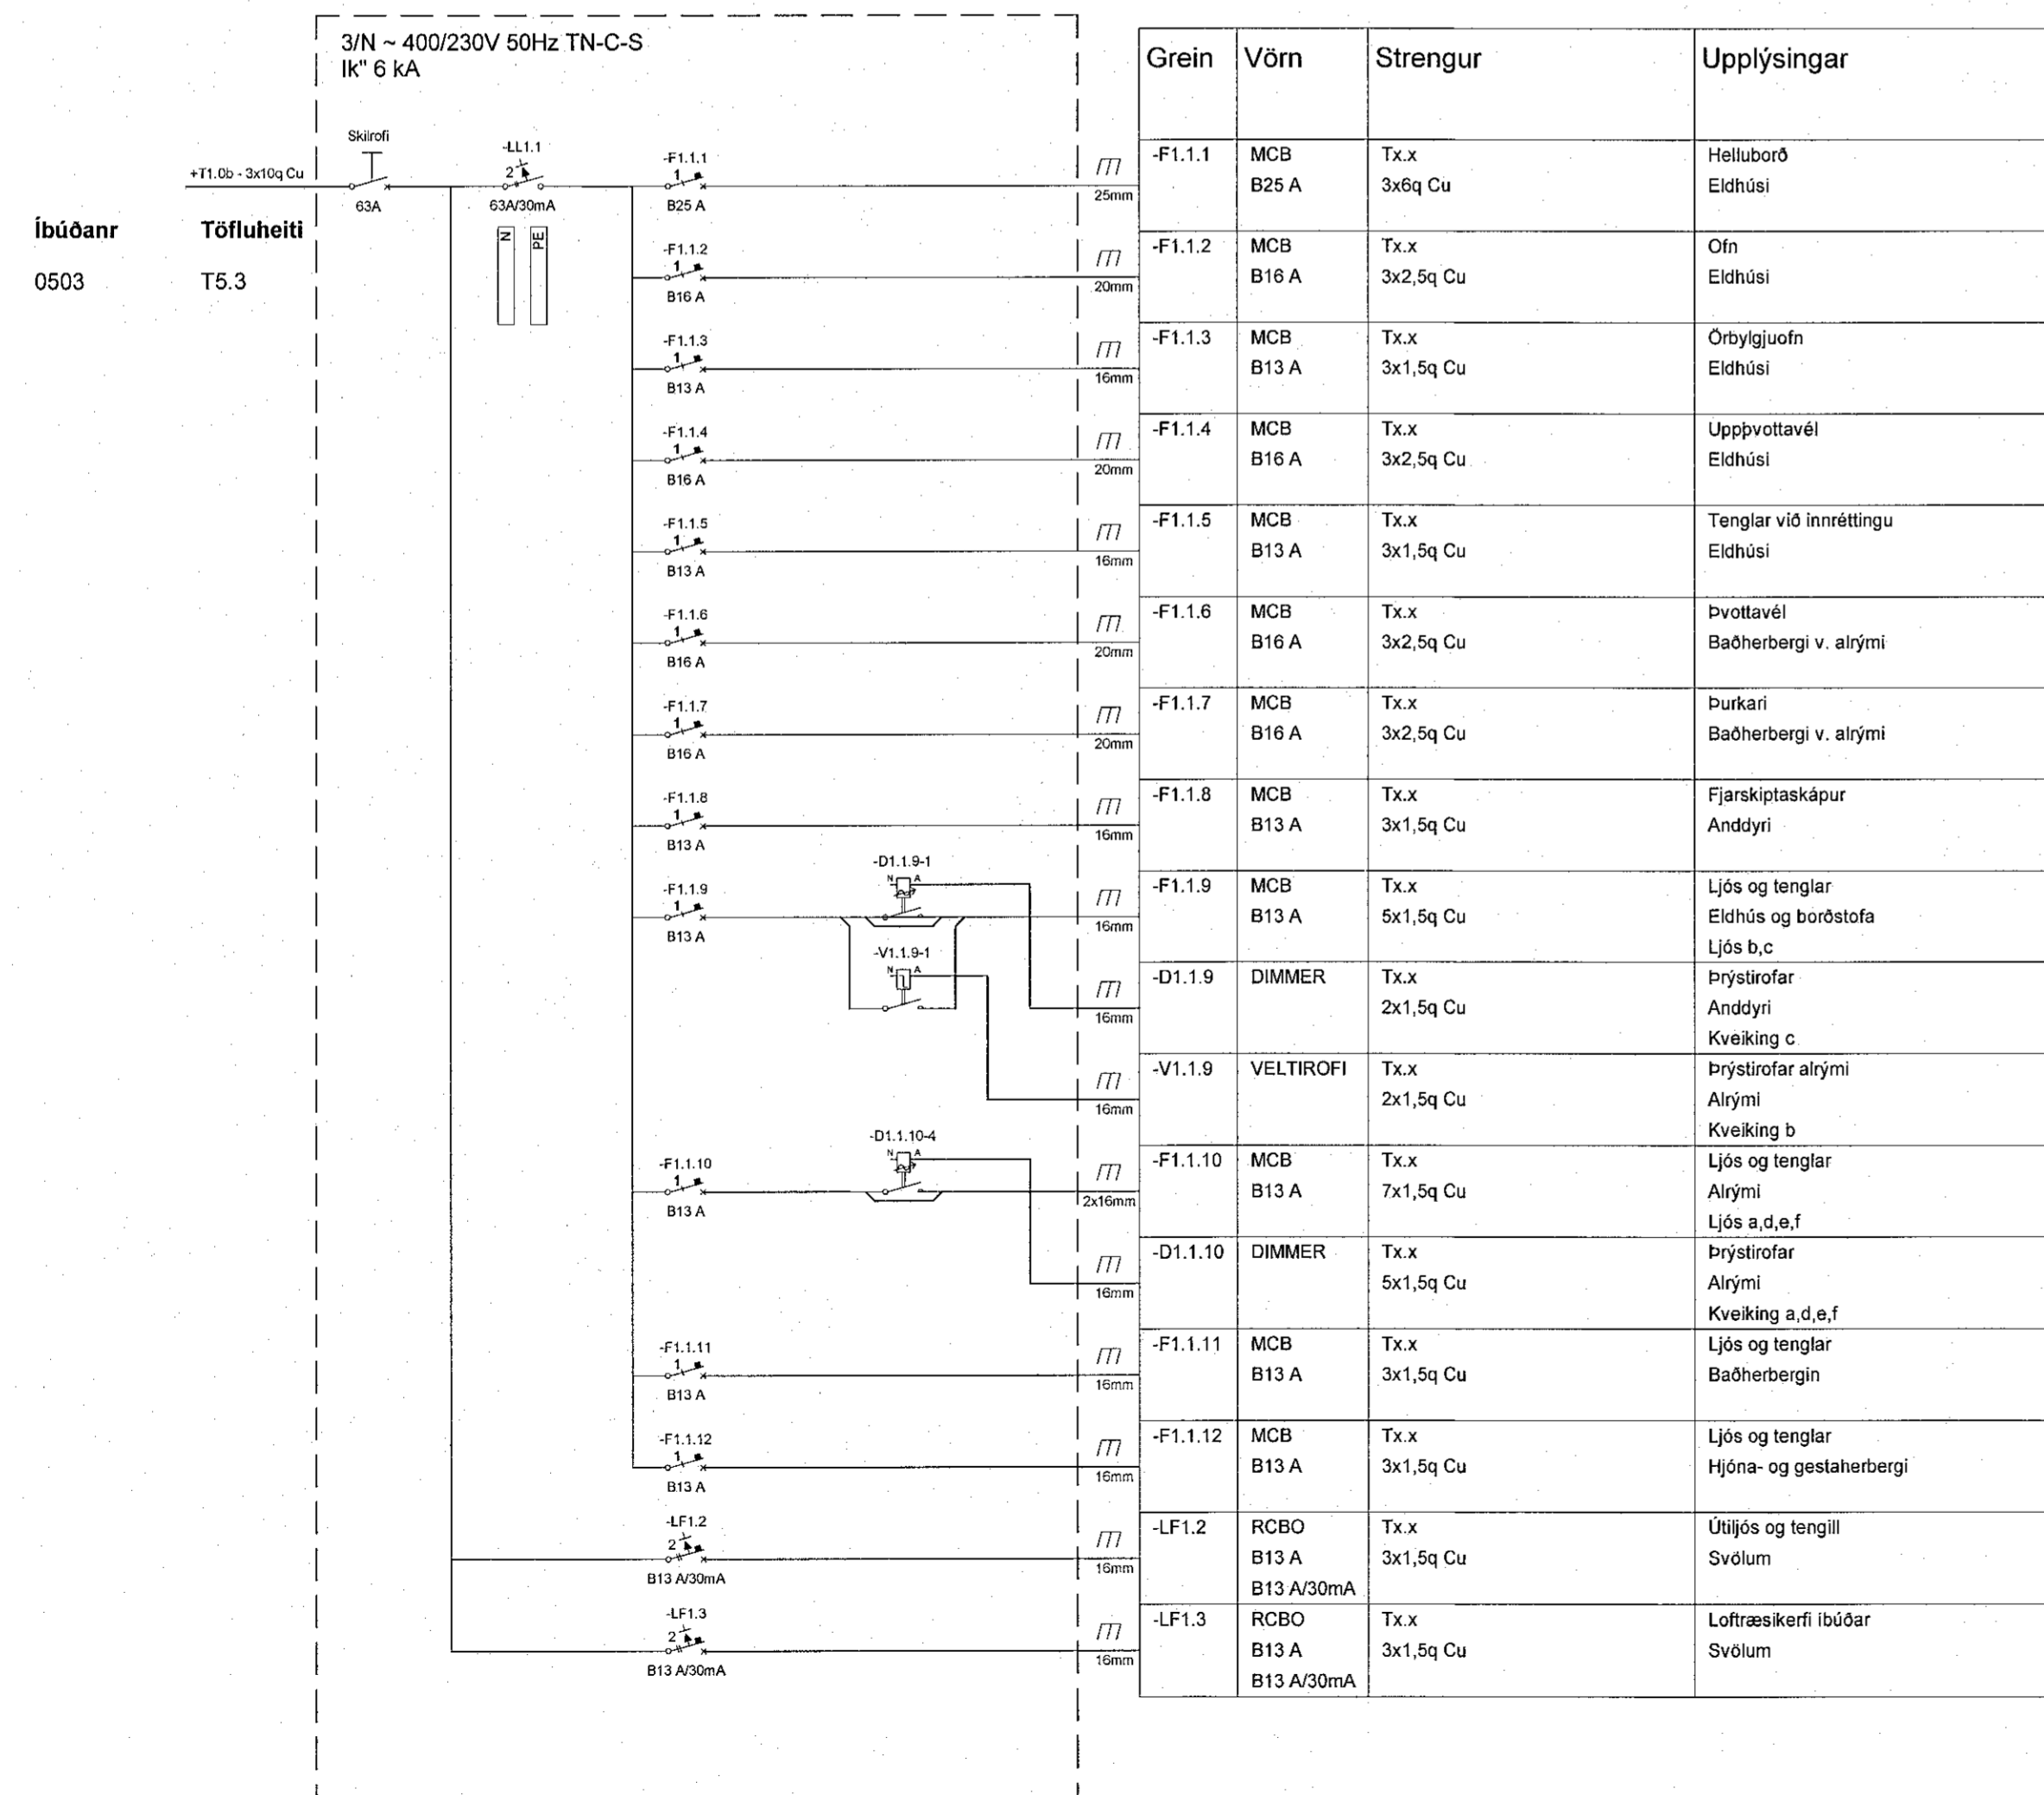 3/N ~ 400/230V 50Hz TN-C-S
Ik" 6 kA
+T1.0b - 3x10q Cu
Skilrofi
63A
-LL1.1
2
63A/30mA
N
PE
Íbúðanr Töfluheiti
0503 T5.3
-F1.1.1
1
B25 A
25mm
-F1.1.2
1
B16 A
20mm
-F1.1.3
1
B13 A
16mm
-F1.1.4
1
B16 A
20mm
-F1.1.5
1
B13 A
16mm
-F1.1.6
1
B16 A
20mm
-F1.1.7
1
B16 A
20mm
-F1.1.8
1
B13 A
16mm
-F1.1.9
1
B13 A
-D1.1.9-1
N A
16mm
-V1.1.9-1
N A
16mm
16mm
-F1.1.10
1
B13 A
-D1.1.10-4
N A
2x16mm
16mm
-F1.1.11
1
B13 A
16mm
-F1.1.12
1
B13 A
16mm
-LF1.2
2
B13 A/30mA
16mm
-LF1.3
2
B13 A/30mA
16mm
Grein Vörn Strengur Upplýsingar
-F1.1.1 MCB Tx.x Helluborð
B25 A 3x6q Cu Eldhúsi
-F1.1.2 MCB Tx.x Ofn
B16 A 3x2,5q Cu Eldhúsi
-F1.1.3 MCB Tx.x Örbylgjuofn
B13 A 3x1,5q Cu Eldhúsi
-F1.1.4 MCB Tx.x Uppþvottavél
B16 A 3x2,5q Cu Eldhúsi
-F1.1.5 MCB Tx.x Tenglar við innréttingu
B13 A 3x1,5q Cu Eldhúsi
-F1.1.6 MCB Tx.x Þvottavél
B16 A 3x2,5q Cu Baðherbergi v. alrými
-F1.1.7 MCB Tx.x Þurkari
B16 A 3x2,5q Cu Baðherbergi v. alrými
-F1.1.8 MCB Tx.x Fjarskiptaskápur
B13 A 3x1,5q Cu Anddyri
-F1.1.9 MCB Tx.x Ljós og tenglar
B13 A 5x1,5q Cu Eldhús og borðstofa
Ljós b,c
-D1.1.9 DIMMER Tx.x Þrýstirofar
2x1,5q Cu Anddyri
Kveiking c
-V1.1.9 VELTIROFI Tx.x Þrýstirofar alrými
2x1,5q Cu Alrými
Kveiking b
-F1.1.10 MCB Tx.x Ljós og tenglar
B13 A 7x1,5q Cu Alrými
Ljós a,d,e,f
-D1.1.10 DIMMER Tx.x Þrýstirofar
5x1,5q Cu Alrými
Kveiking a,d,e,f
-F1.1.11 MCB Tx.x Ljós og tenglar
B13 A 3x1,5q Cu Baðherbergin
-F1.1.12 MCB Tx.x Ljós og tenglar
B13 A 3x1,5q Cu Hjóna- og gestaherbergi
-LF1.2 RCBO Tx.x Útiljós og tengill
B13 A 3x1,5q Cu Svölum
B13 A/30mA
-LF1.3 RCBO Tx.x Loftræsikerfi íbúðar
B13 A 3x1,5q Cu Svölum
B13 A/30mA